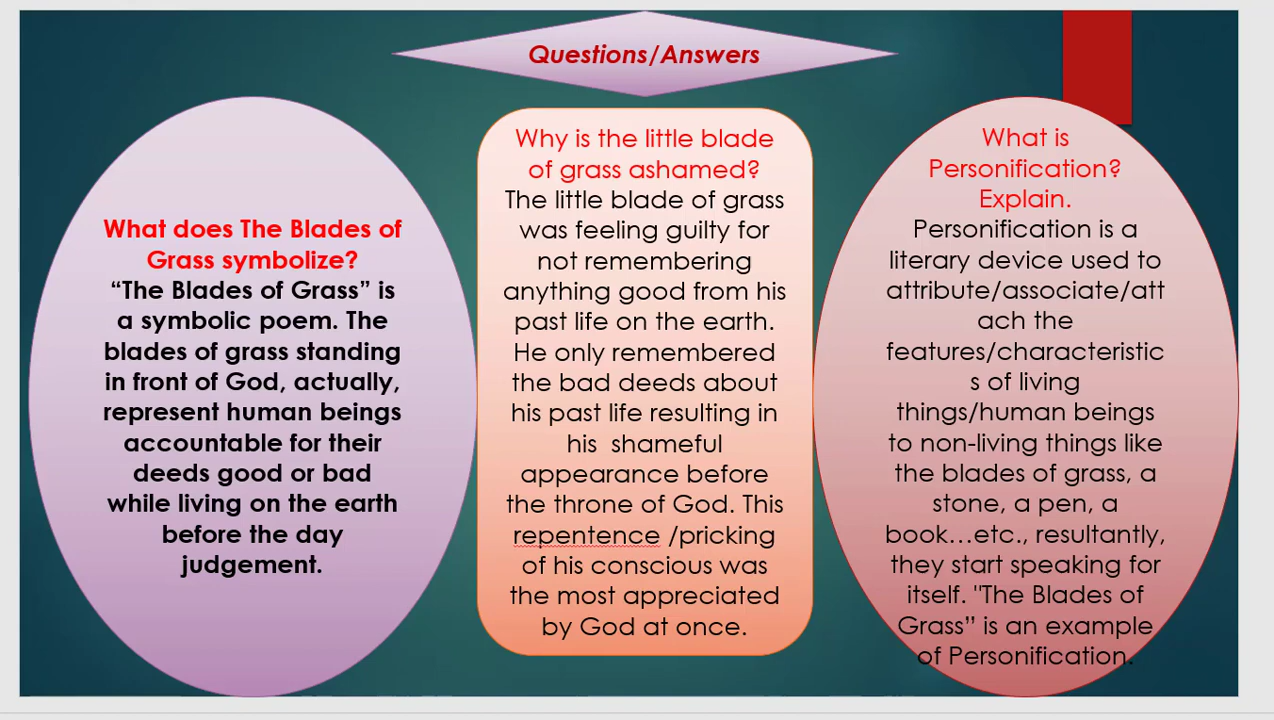 Questions/Answers
What does The Blades of
Grass symbolize?
“The Blades of Grass” is
a symbolic poem. The
blades of grass standing
in front of God, actually,
represent human beings
accountable for their
deeds good or bad
while living on the earth
before the day
judgement.
Why is the little blade
of grass ashamed?
The little blade of grass
was feeling guilty for
not remembering
anything good from his
past life on the earth.
He only remembered
the bad deeds about
his past life resulting in
his shameful
appearance before
the throne of God. This
repentence /pricking
of his conscious was
the most appreciated
by God at once.
What is
Personification?
Explain.
Personification is a
literary device used to
attribute/associate/att
ach the
features/characteristic
s of living
things/human beings
to non-living things like
the blades of grass, a
stone, a pen, a
book…etc., resultantly,
they start speaking for
itself. "The Blades of
Grass” is an example
of Personification.